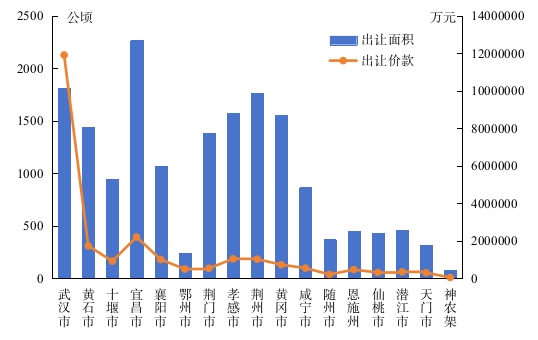 公顷
万元
2500
2000
1500
1000
500
0
14000000
12000000
10000000
8000000
6000000
4000000
2000000
0
出让面积
出让价款
武汉市
黄石市
十堰市
宜昌市
襄阳市
鄂州市
荆门市
孝感市
荆州市
黄冈市
咸宁市
随州市
恩施州
仙桃市
潜江市
天门市
神农架